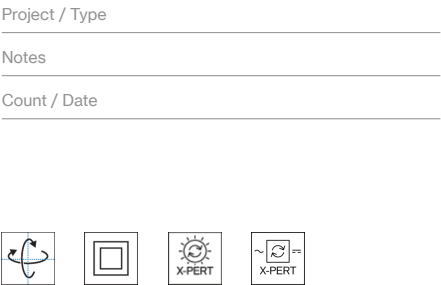 Project / Type
Notes
Count / Date
X-PERT
X-PERT